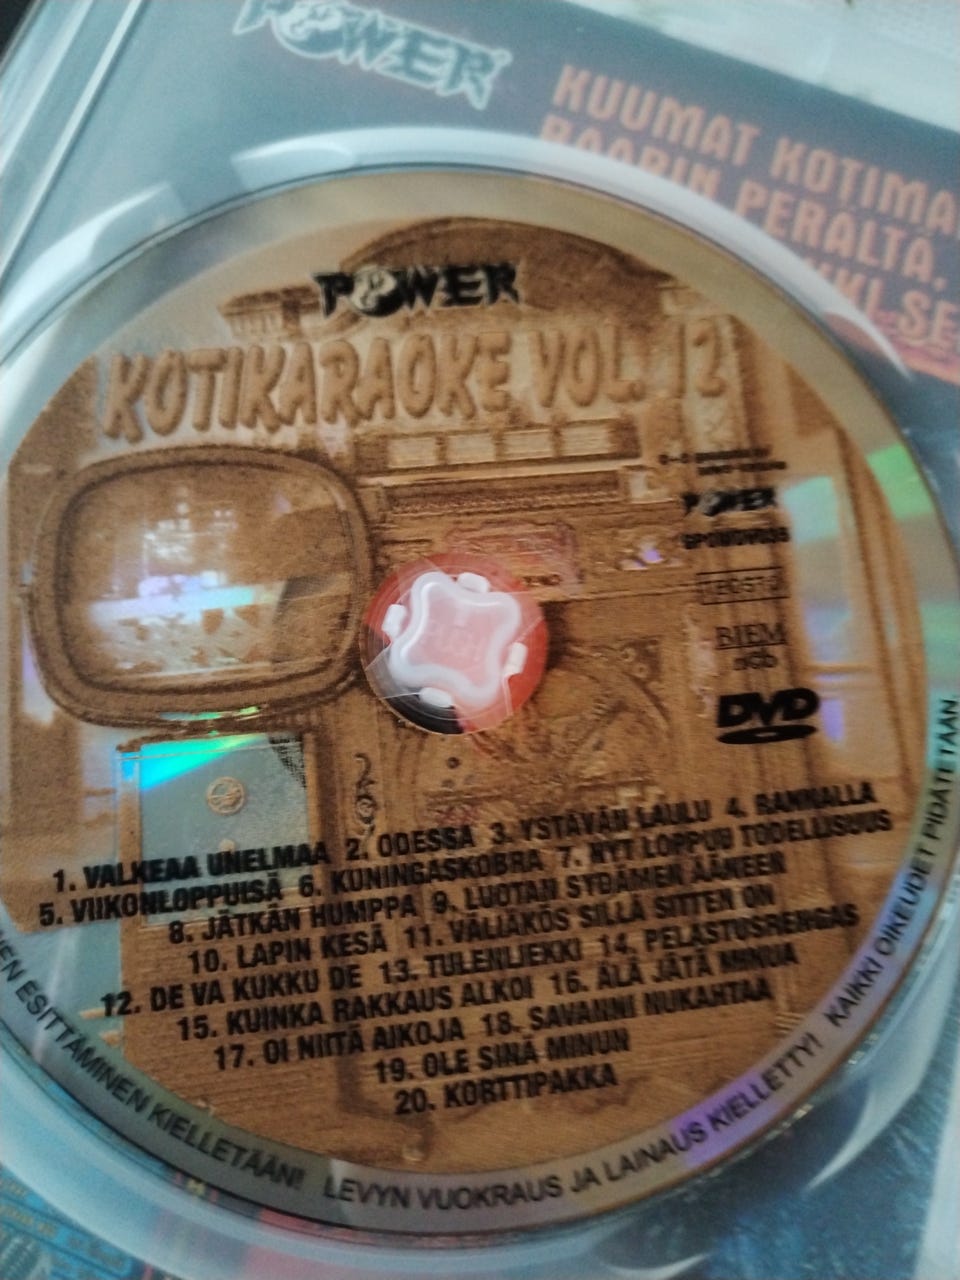 POWER
KUUMAT KOTIMA
PERÄLTÄ.
POWER
KOTIKARAOKE VOL. 12
POWER
TEOSTO
BIEM
ncb
DVD
1. VALKEAA UNELMAA 2. ODESSA 3. YSTÄVÄN LAULU 4. RANNALLA
5. VIIKONLOPPUISÄ 6. KUNINGASKOBRA 7. NYT LOPPUU TODELLISUUS
8. JÄTKÄN HUMPPA 9. LUOTAN SYDÄMEN ÄÄNEEN
10. LAPIN KESÄ 11. VÄLIÄKÖS SILLÄ SITTEN ON
12. DE VA KUKKU DE 13. TULENLIEKKI 14. PELASTUSRENGAS
15. KUINKA RAKKAUS ALKOI 16. ÄLÄ JÄTÄ MINUA
17. OI NIITÄ AIKOJA 18. SAVANNI NUKAHTAA
19. OLE SINÄ MINUN
20. KORTTIPAKKA
ESITTÄMINEN KIELLETÄÄN! LEVYN VUOKRAUS JA LAINAUS KIELLETTY! KAIKKI OIKEUDET PIDÄTETÄÄN.